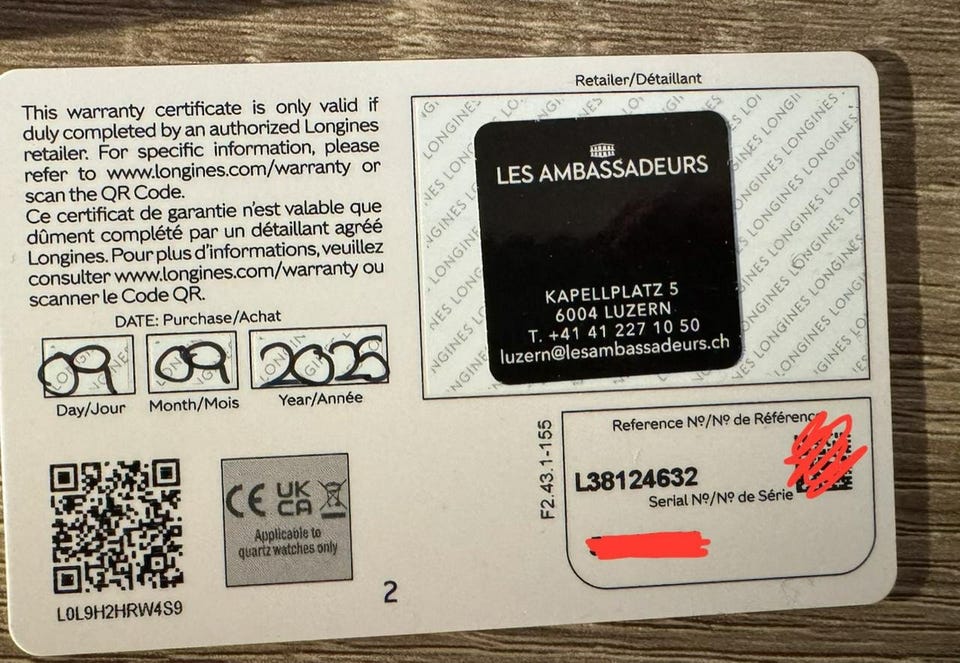 This warranty certificate is only valid if
duly completed by an authorized Longines
retailer. For specific information, please
refer to www.longines.com/warranty or
scan the QR Code.
Ce certificat de garantie n'est valable que
dûment complété par un détaillant agréé
Longines. Pour plus d'informations, veuillez
consulter www.longines.com/warranty ou
scanner le Code QR.
DATE: Purchase/Achat
09 09 2025
Day/Jour Month/Mois Year/Année
L0L9H2HRW4S9
CE UK CA
Applicable to
quartz watches only
2
Retailer/Détaillant
LES AMBASSADEURS
KAPELLPLATZ 5
6004 LUZERN
T. +41 41 227 10 50
luzern@lesambassadeurs.ch
F2.43.1-155
Reference Nº/Nº de Référence
L38124632
Serial Nº/Nº de Série